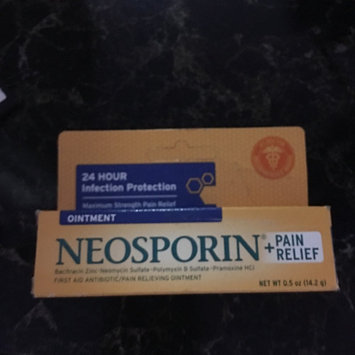 24 HOUR
Infection Protection
Maximum Strength Pain Relief
OINTMENT
NEOSPORIN® + PAIN RELIEF
Bacitracin Zinc·Neomycin Sulfate·Polymyxin B Sulfate·Pramoxine HCl
FIRST AID ANTIBIOTIC/PAIN RELIEVING OINTMENT
NET WT 0.5 oz (14.2 g)